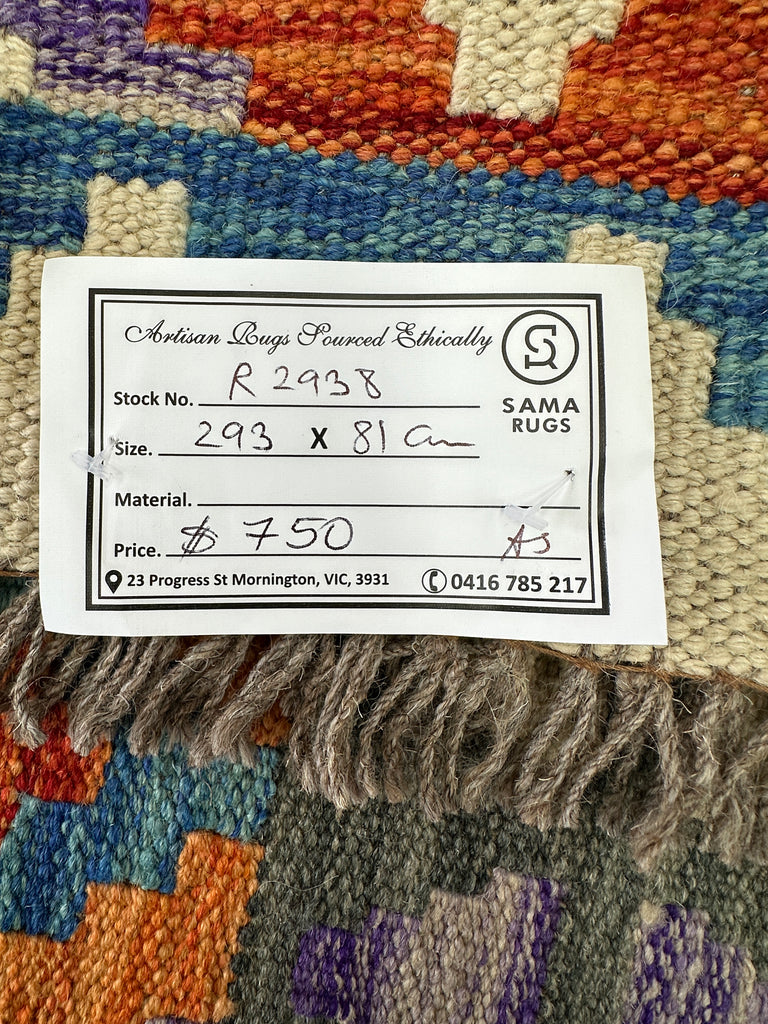 Artisan Rugs Sourced Ethically
SAMA
RUGS
Stock No. R 2938
Size. 293 X 81 cm
Material.
Price. $ 750 AS
23 Progress St Mornington, VIC, 3931 0416 785 217